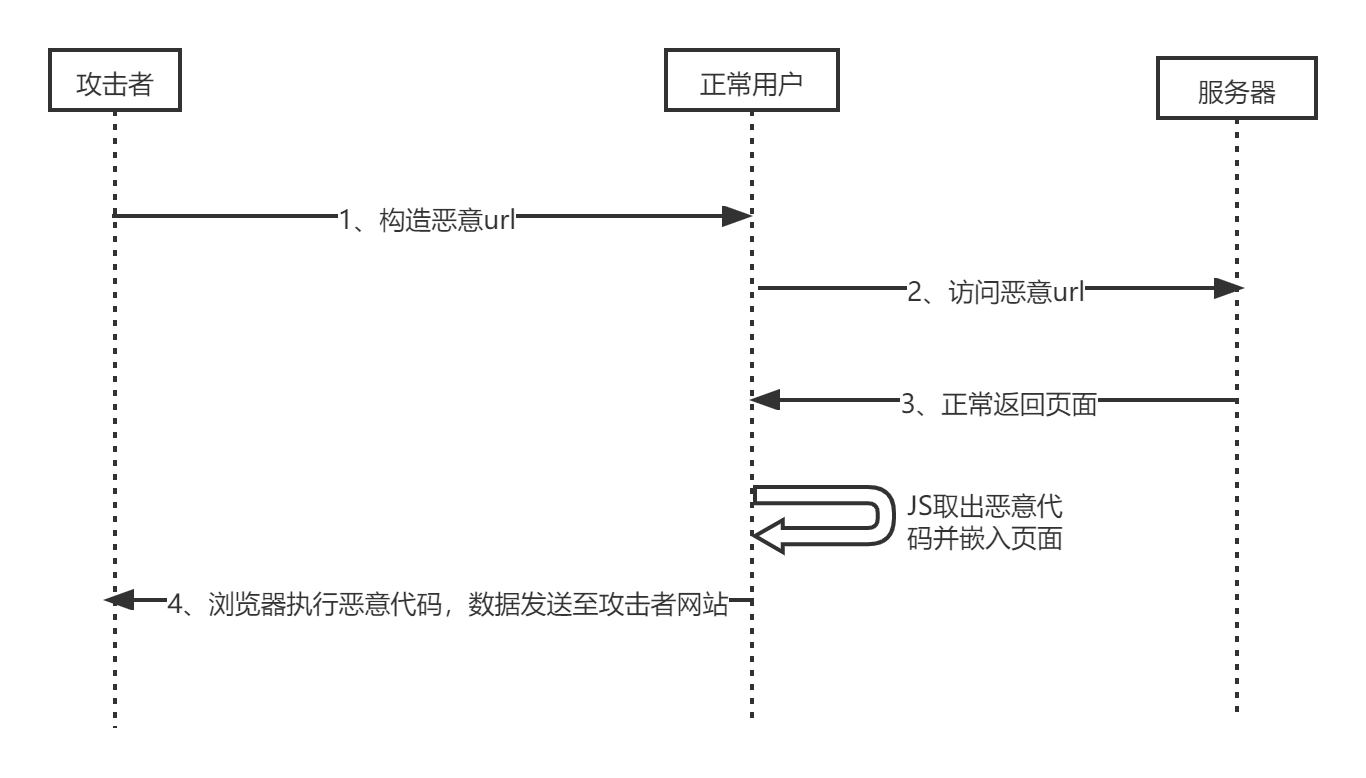 攻击者
正常用户
服务器
1、构造恶意url
2、访问恶意url
3、正常返回页面
JS取出恶意代
码并嵌入页面
4、浏览器执行恶意代码，数据发送至攻击者网站